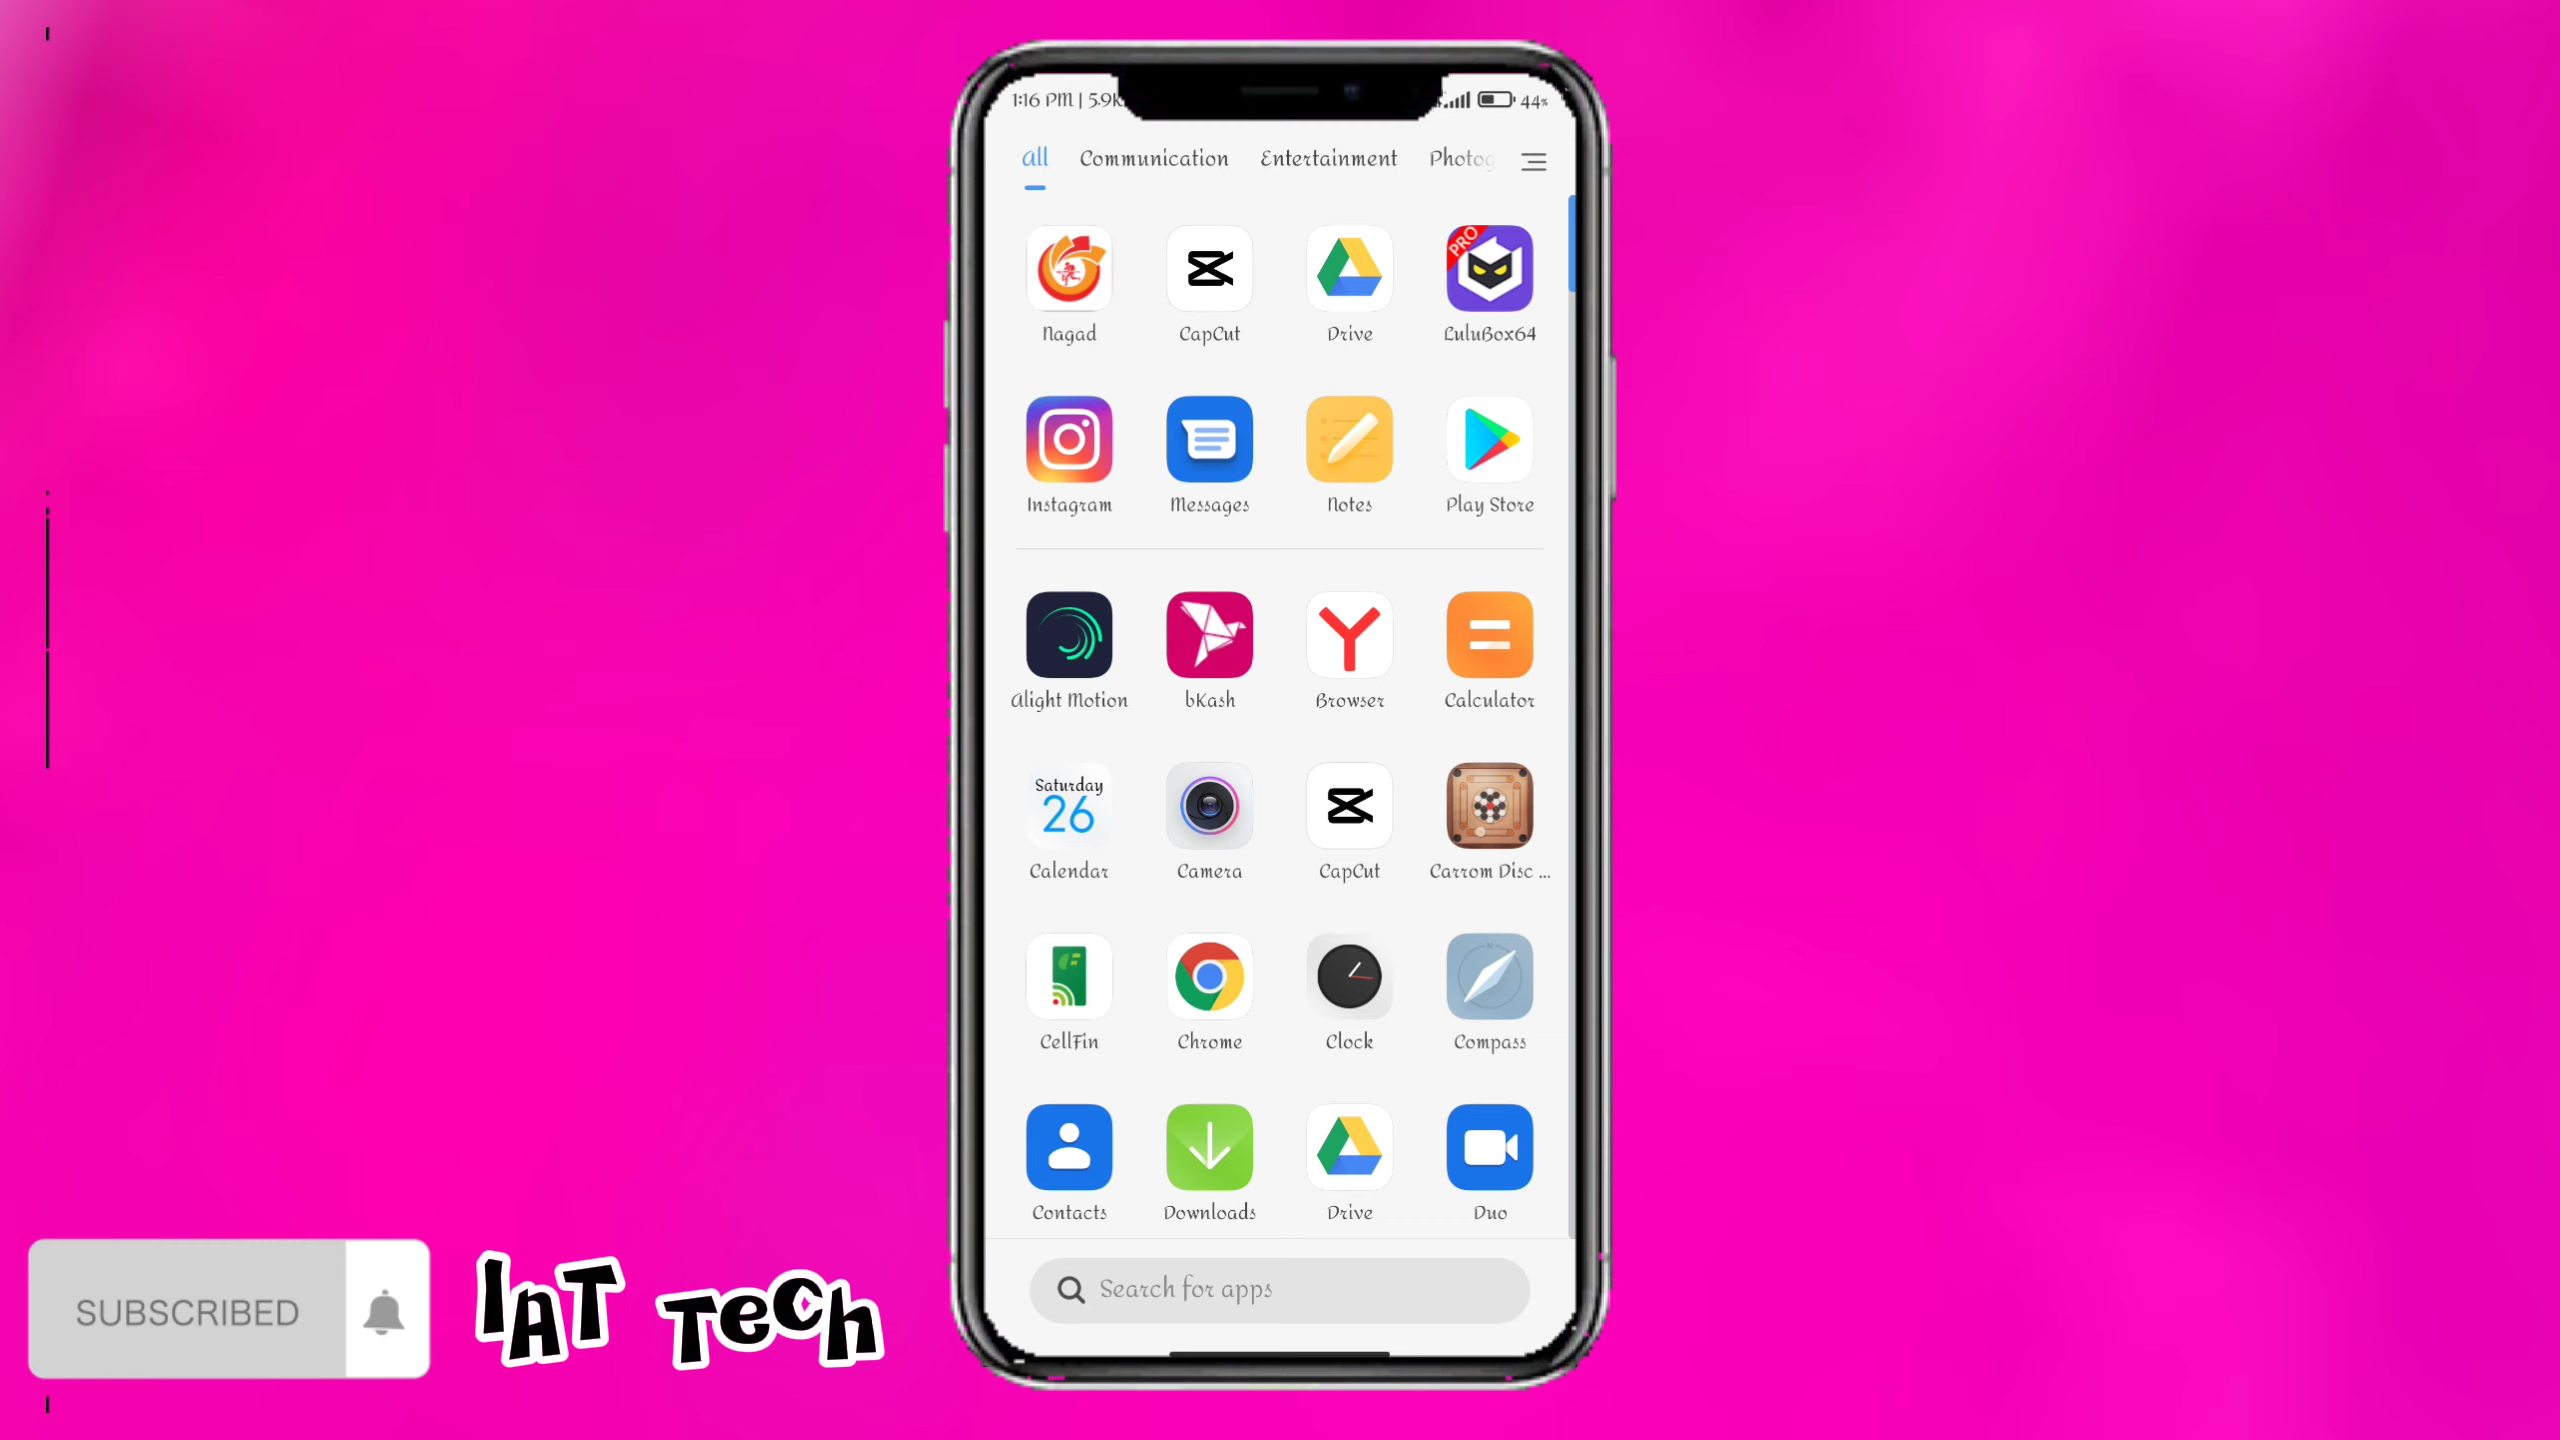 1:16 PM | 5.9K
44%
All Communication Entertainment Photog
PRO
Nagad CapCut Drive LuluBox64
Instagram Messages Notes Play Store
Alight Motion bKash Browser Calculator
Saturday
26
Calendar Camera CapCut Carrom Disc ...
N
CellFin Chrome Clock Compass
Contacts Downloads Drive Duo
Search for apps
SUBSCRIBED
IAT Tech